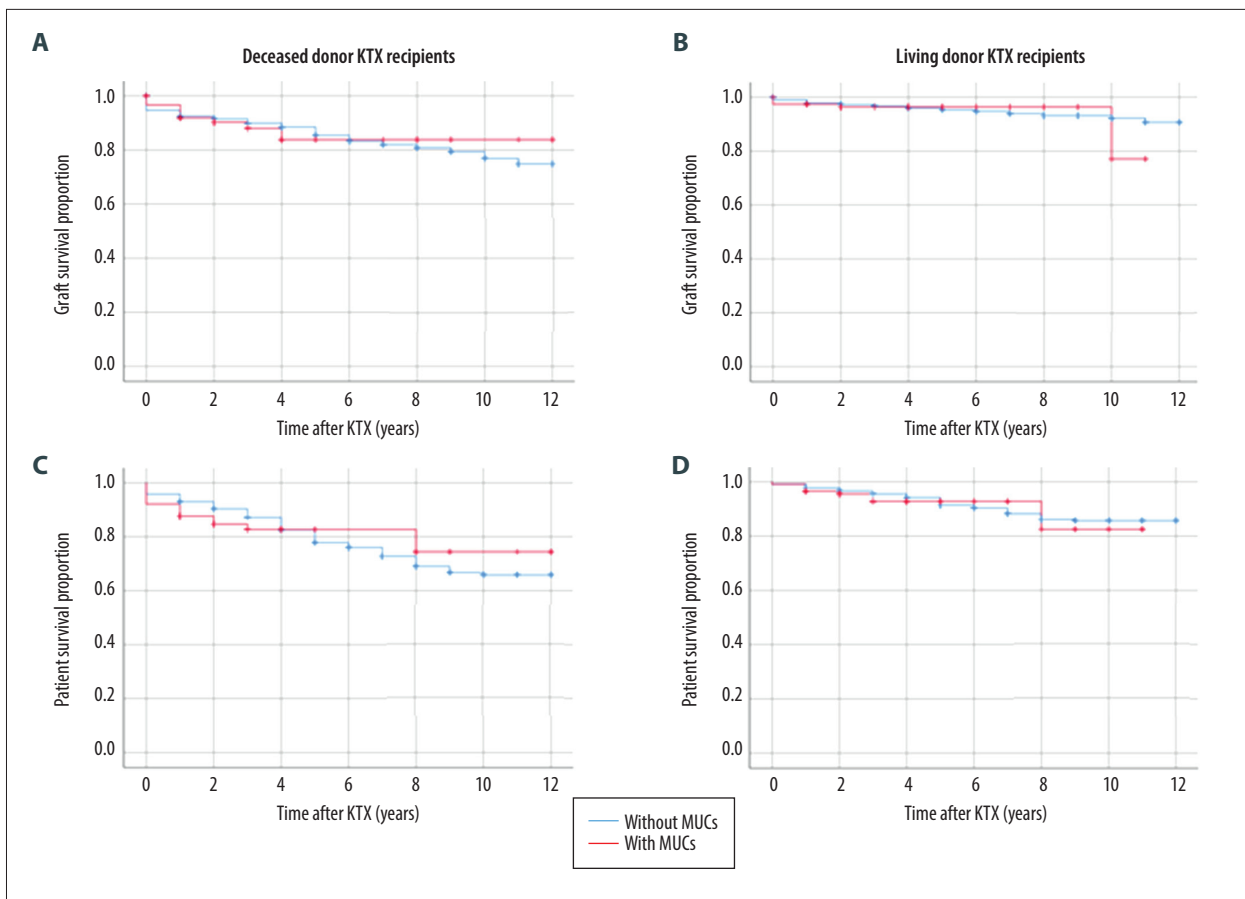 A
Deceased donor KTX recipients
Graft survival proportion
1.0
0.8
0.6
0.4
0.2
0.0
0 2 4 6 8 10 12
Time after KTX (years)
B
Living donor KTX recipients
Graft survival proportion
1.0
0.8
0.6
0.4
0.2
0.0
0 2 4 6 8 10 12
Time after KTX (years)
C
Patient survival proportion
1.0
0.8
0.6
0.4
0.2
0.0
0 2 4 6 8 10 12
Time after KTX (years)
D
Patient survival proportion
1.0
0.8
0.6
0.4
0.2
0.0
0 2 4 6 8 10 12
Time after KTX (years)
Without MUCs
With MUCs